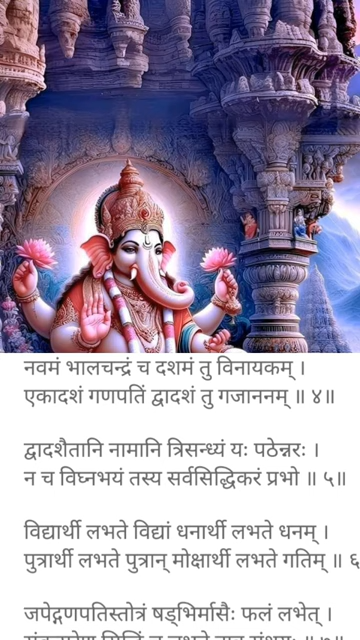 नवमं भालचन्द्रं च दशमं तु विनायकम् ।
एकादशं गणपतिं द्वादशं तु गजाननम् ॥ ४॥
द्वादशैतानि नामानि त्रिसन्ध्यं यः पठेन्नरः ।
न च विघ्नभयं तस्य सर्वसिद्धिकरं प्रभो ॥ ५॥
विद्यार्थी लभते विद्यां धनार्थी लभते धनम् ।
पुत्रार्थी लभते पुत्रान् मोक्षार्थी लभते गतिम् ॥ ६
जपेद्गणपतिस्तोत्रं षड्भिर्मासैः फलं लभेत् ।